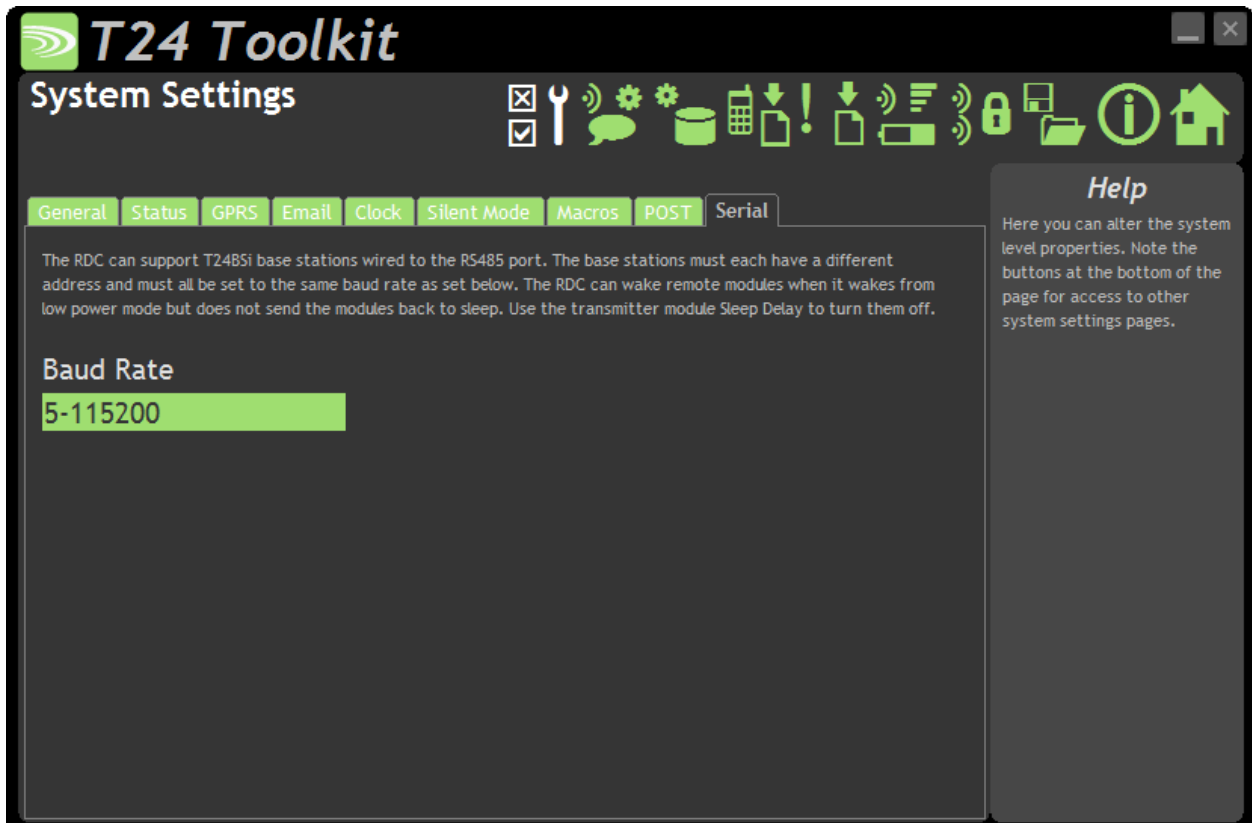 T24 Toolkit
System Settings
General Status GPRS Email Clock Silent Mode Macros POST Serial
The RDC can support T24BSi base stations wired to the RS485 port. The base stations must each have a different
address and must all be set to the same baud rate as set below. The RDC can wake remote modules when it wakes from
low power mode but does not send the modules back to sleep. Use the transmitter module Sleep Delay to turn them off.
Baud Rate
5-115200
Help
Here you can alter the system
level properties. Note the
buttons at the bottom of the
page for access to other
system settings pages.